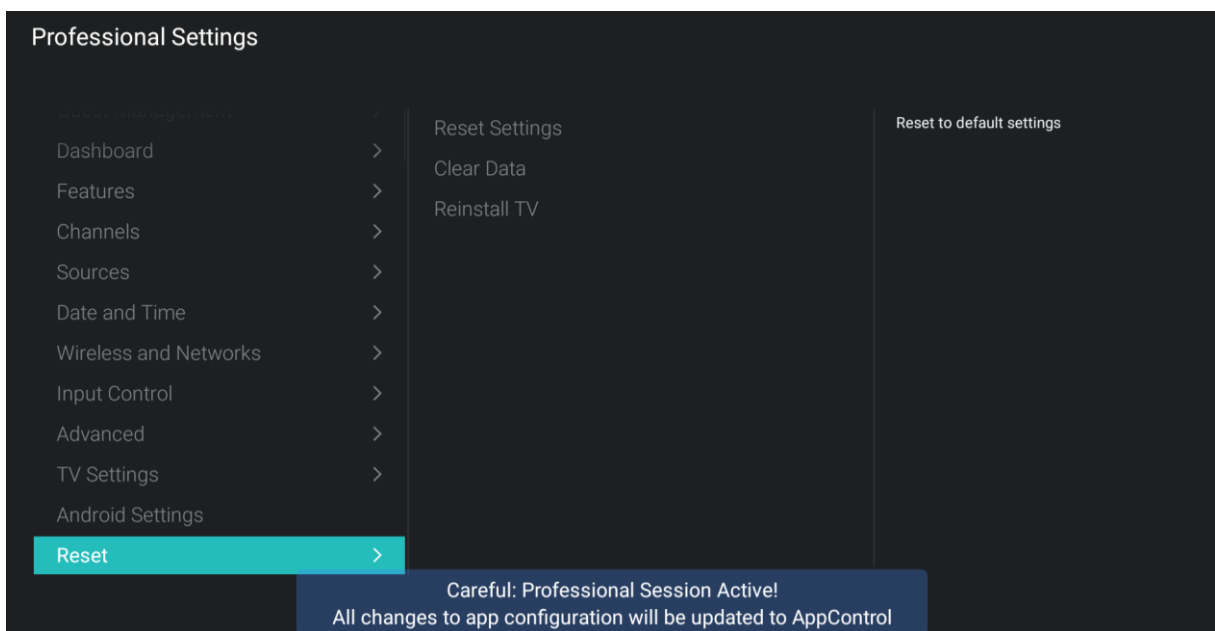 Professional Settings
Dashboard
Features
Channels
Sources
Date and Time
Wireless and Networks
Input Control
Advanced
TV Settings
Android Settings
Reset
Reset Settings
Clear Data
Reinstall TV
Reset to default settings
Careful: Professional Session Active!
All changes to app configuration will be updated to AppControl